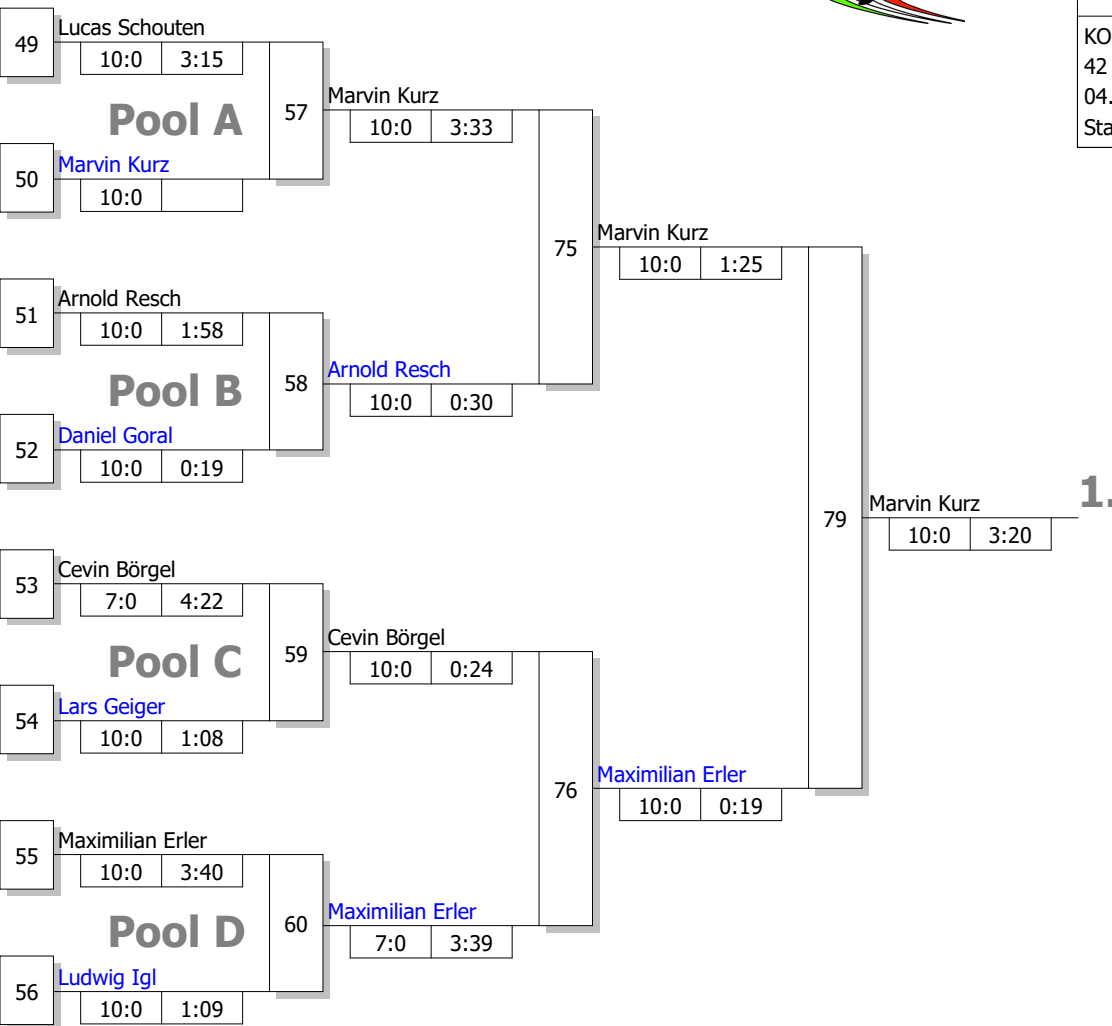 KO
42
04.
Sta
49
Lucas Schouten
10:0 3:15
Pool A
57
Marvin Kurz
10:0 3:33
50
Marvin Kurz
10:0
75
Marvin Kurz
10:0 1:25
51
Arnold Resch
10:0 1:58
Pool B
58
Arnold Resch
10:0 0:30
52
Daniel Goral
10:0 0:19
79
Marvin Kurz
10:0 3:20
1.
53
Cevin Börgel
7:0 4:22
Pool C
59
Cevin Börgel
10:0 0:24
54
Lars Geiger
10:0 1:08
76
Maximilian Erler
10:0 0:19
55
Maximilian Erler
10:0 3:40
Pool D
60
Maximilian Erler
7:0 3:39
56
Ludwig Igl
10:0 1:09